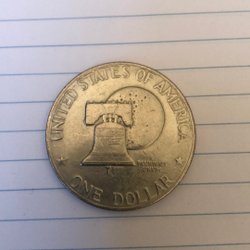 UNITED STATES OF AMERICA
ONE DOLLAR